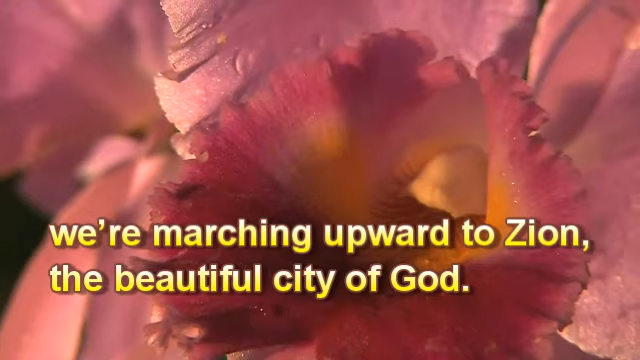 we’re marching upward to Zion,
the beautiful city of God.